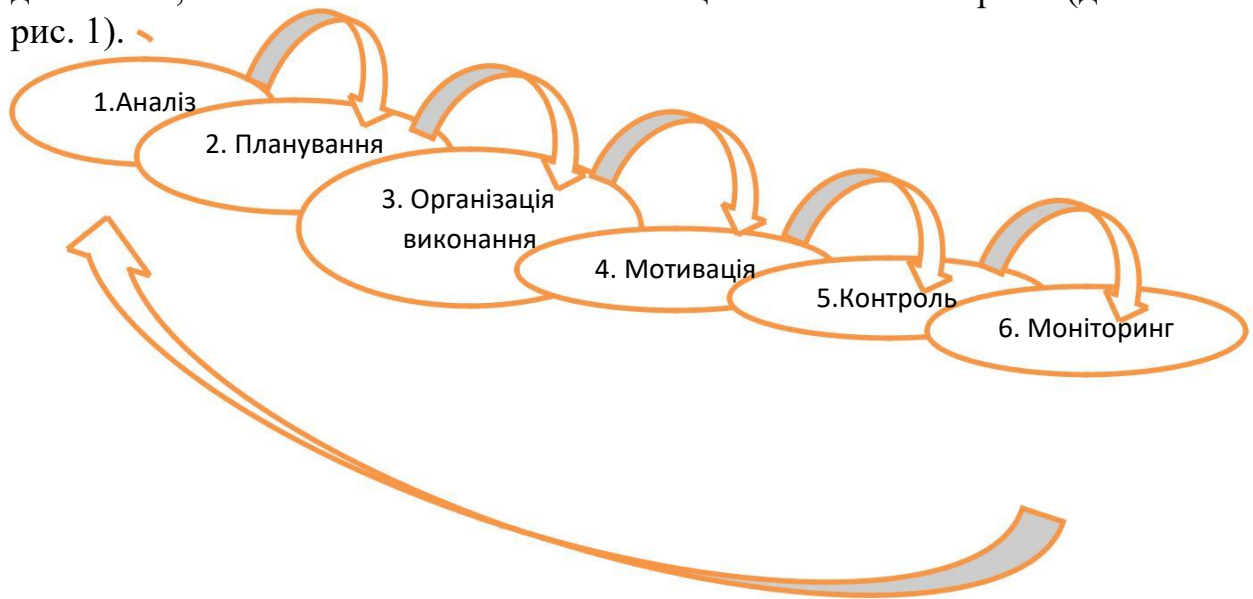 рис. 1).
1.Аналіз
2. Планування
3. Організація
виконання
4. Мотивація
5.Контроль
6. Моніторинг